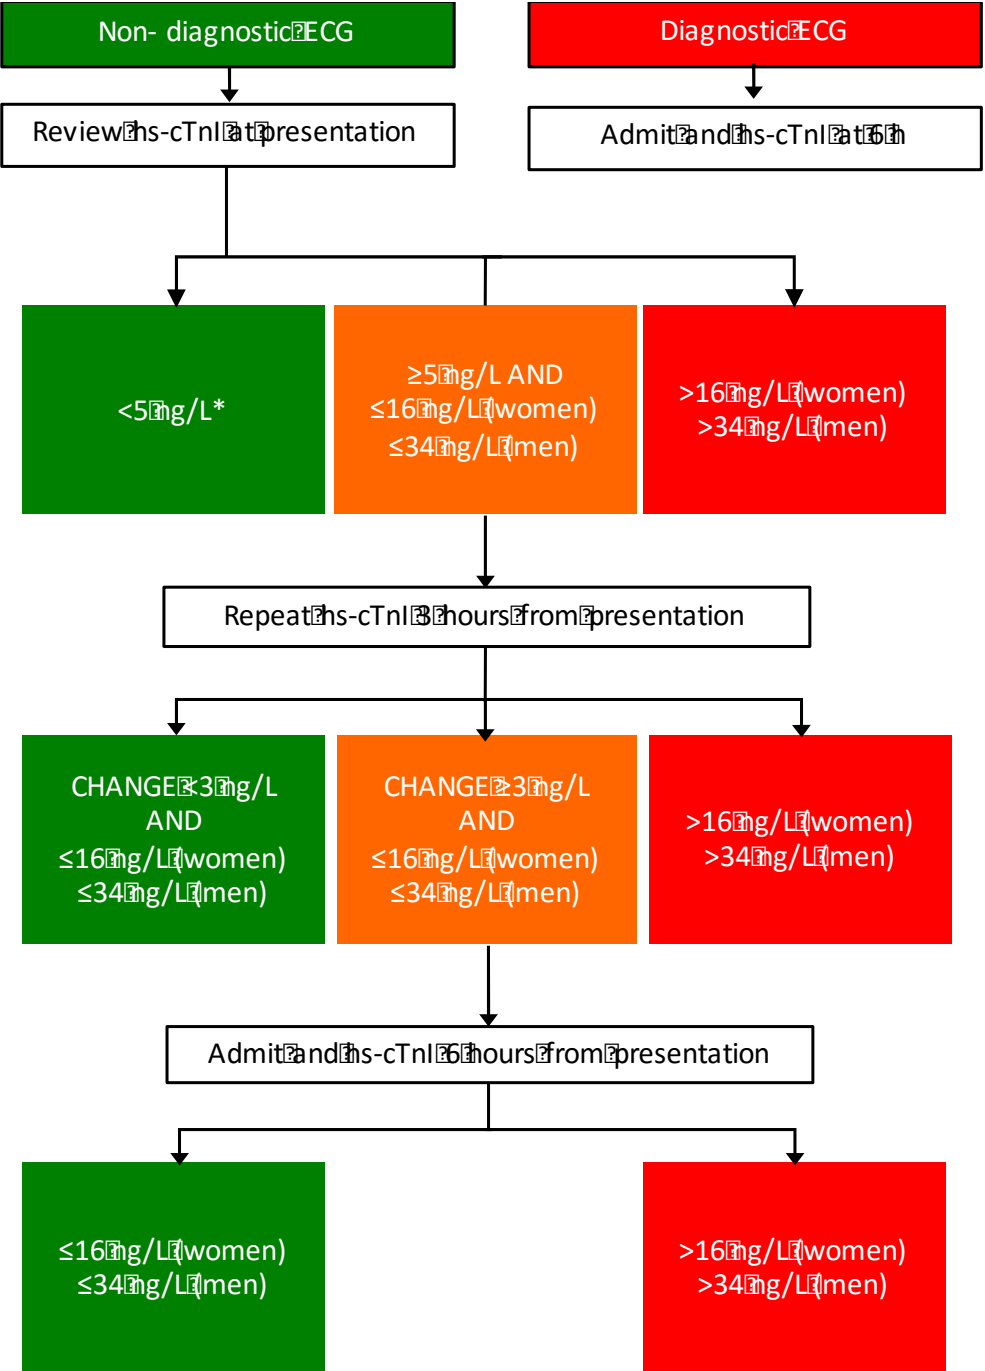 Non- diagnostic ECG
Diagnostic ECG
Review hs-cTnI at presentation
Admit and hs-cTnI at 6 h
<5 ng/L*
≥5 ng/L AND
≤16 ng/L (women)
≤34 ng/L (men)
>16 ng/L (women)
>34 ng/L (men)
Repeat hs-cTnI 3 hours from presentation
CHANGE <3 ng/L
AND
≤16 ng/L (women)
≤34 ng/L (men)
CHANGE ≥3 ng/L
AND
≤16 ng/L (women)
≤34 ng/L (men)
>16 ng/L (women)
>34 ng/L (men)
Admit and hs-cTnI 6 hours from presentation
≤16 ng/L (women)
≤34 ng/L (men)
>16 ng/L (women)
>34 ng/L (men)